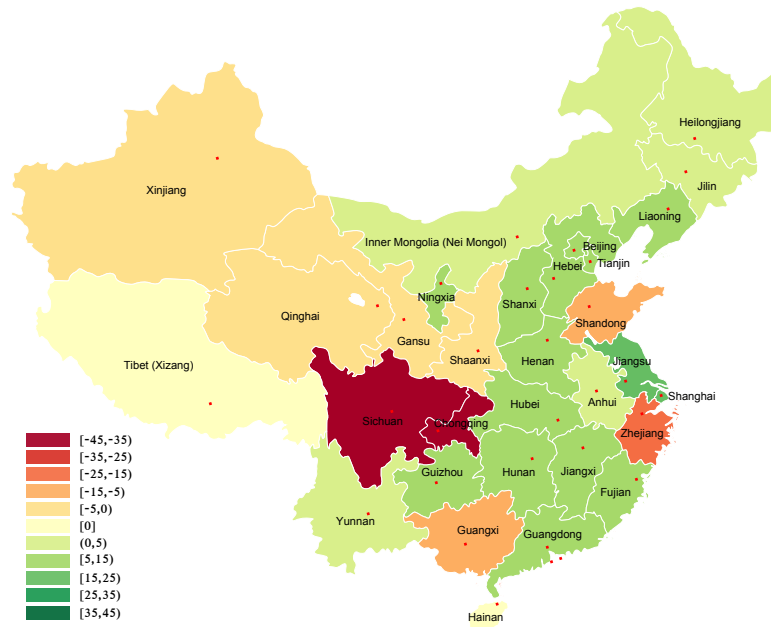 Heilongjiang
Jilin
Xinjiang
Liaoning
Inner Mongolia (Nei Mongol)
Beijing
Hebei
Tianjin
Ningxia
Shanxi
Qinghai
Shandong
Gansu
Henan
Shaanxi
Jiangsu
Tibet (Xizang)
Shanghai
Anhui
Hubei
Sichuan
Chongqing
Zhejiang
Guizhou
Hunan
Jiangxi
Fujian
Yunnan
Guangxi
Guangdong
Hainan
[-45,-35)
[-35,-25)
[-25,-15)
[-15,-5)
[-5,0)
[0]
(0,5)
[5,15)
[15,25)
[25,35)
[35,45)